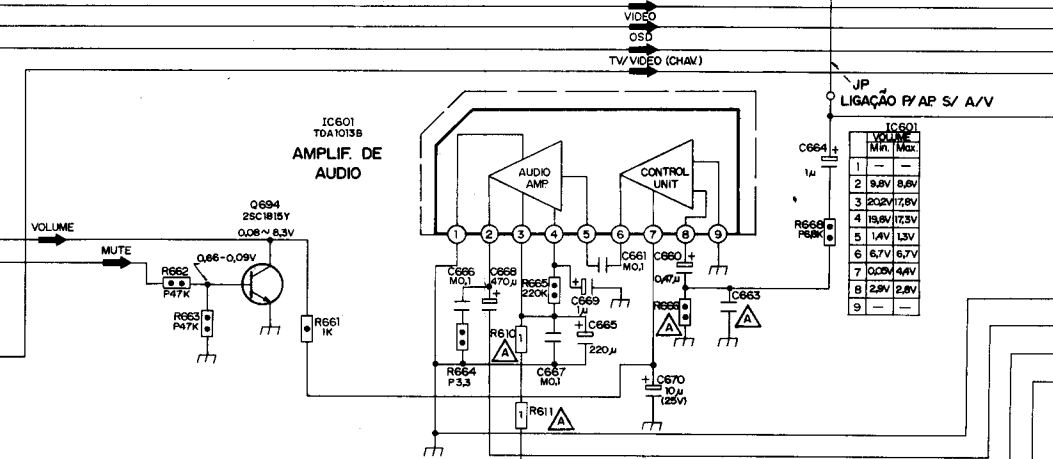 VIDEO
OSD
TV/VIDEO (CHAV.)
JP
LIGAÇÃO P/ AP. S/ A/V
IC601
TDA1013B
AMPLIF. DE
AUDIO
AUDIO
AMP
CONTROL
UNIT
1 2 3 4 5 6 7 8 9
C664 +
1µ
R668
P6,8K
IC601
VOLUME
Min. Max.
1 — —
2 9,8V 8,8V
3 20,2V 17,8V
4 19,8V 17,3V
5 1,4V 1,3V
6 6,7V 6,7V
7 0,05V 4,4V
8 2,9V 2,8V
9 — —
Q694
2SC1815Y
0,08 ~ 8,3V
VOLUME
MUTE
0,66-0,09V
R662
P47K
R663
P47K
R661
1K
C666
M0,1
C668
470µ
+
R665
220K
C661
M0,1
C660
+
0,47µ
+
C669
1µ
R666
A
C663
A
R610
1
A
+
C665
220µ
R664
P3,3
C667
M0,1
+
C670
10µ
(25V)
1
R611
A